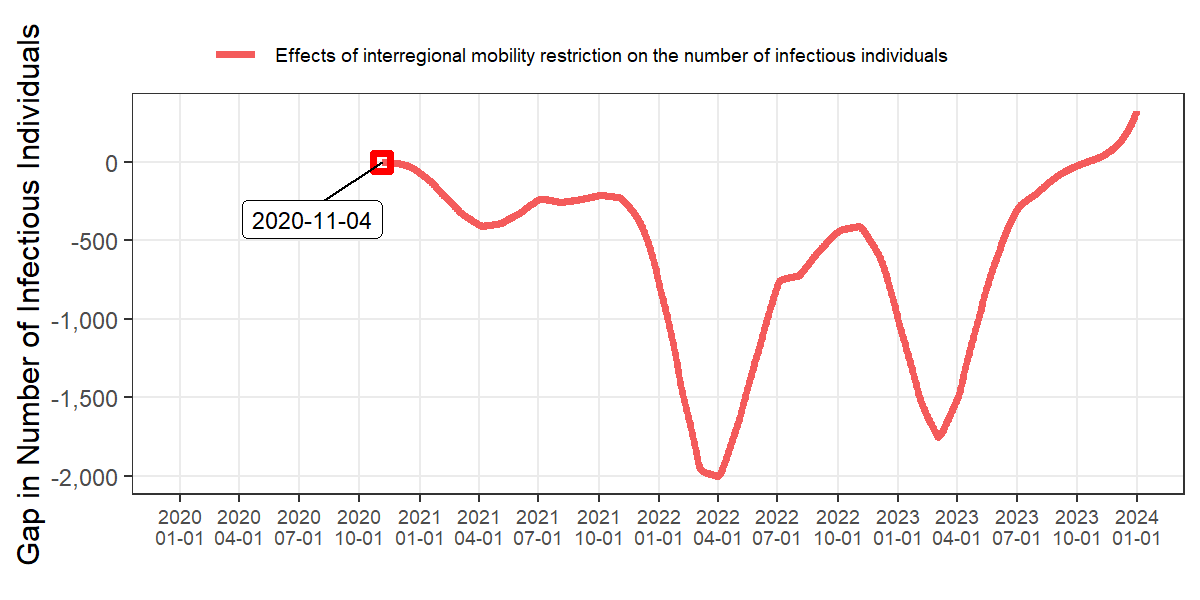 Effects of interregional mobility restriction on the number of infectious individuals
Gap in Number of Infectious Individuals
0
-500
-1,000
-1,500
-2,000
2020-11-04
2020 2020 2020 2020 2021 2021 2021 2021 2022 2022 2022 2022 2023 2023 2023 2023 2024
01-01 04-01 07-01 10-01 01-01 04-01 07-01 10-01 01-01 04-01 07-01 10-01 01-01 04-01 07-01 10-01 01-01